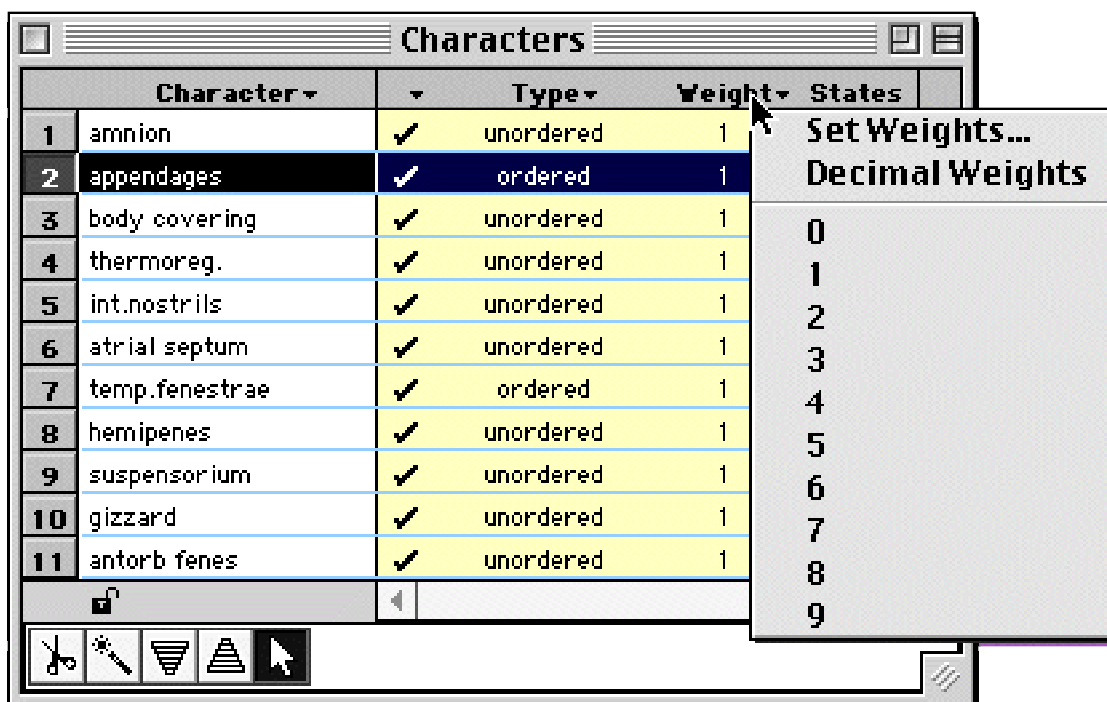 Characters
Character Type Weight States
1 amnion ✓ unordered 1
2 appendages ✓ ordered 1
3 body covering ✓ unordered 1
4 thermoreg. ✓ unordered 1
5 int.nostrils ✓ unordered 1
6 atrial septum ✓ unordered 1
7 temp.fenestrae ✓ ordered 1
8 hemipenes ✓ unordered 1
9 suspensorium ✓ unordered 1
10 gizzard ✓ unordered 1
11 antorb fenes ✓ unordered 1
Set Weights...
Decimal Weights
0
1
2
3
4
5
6
7
8
9